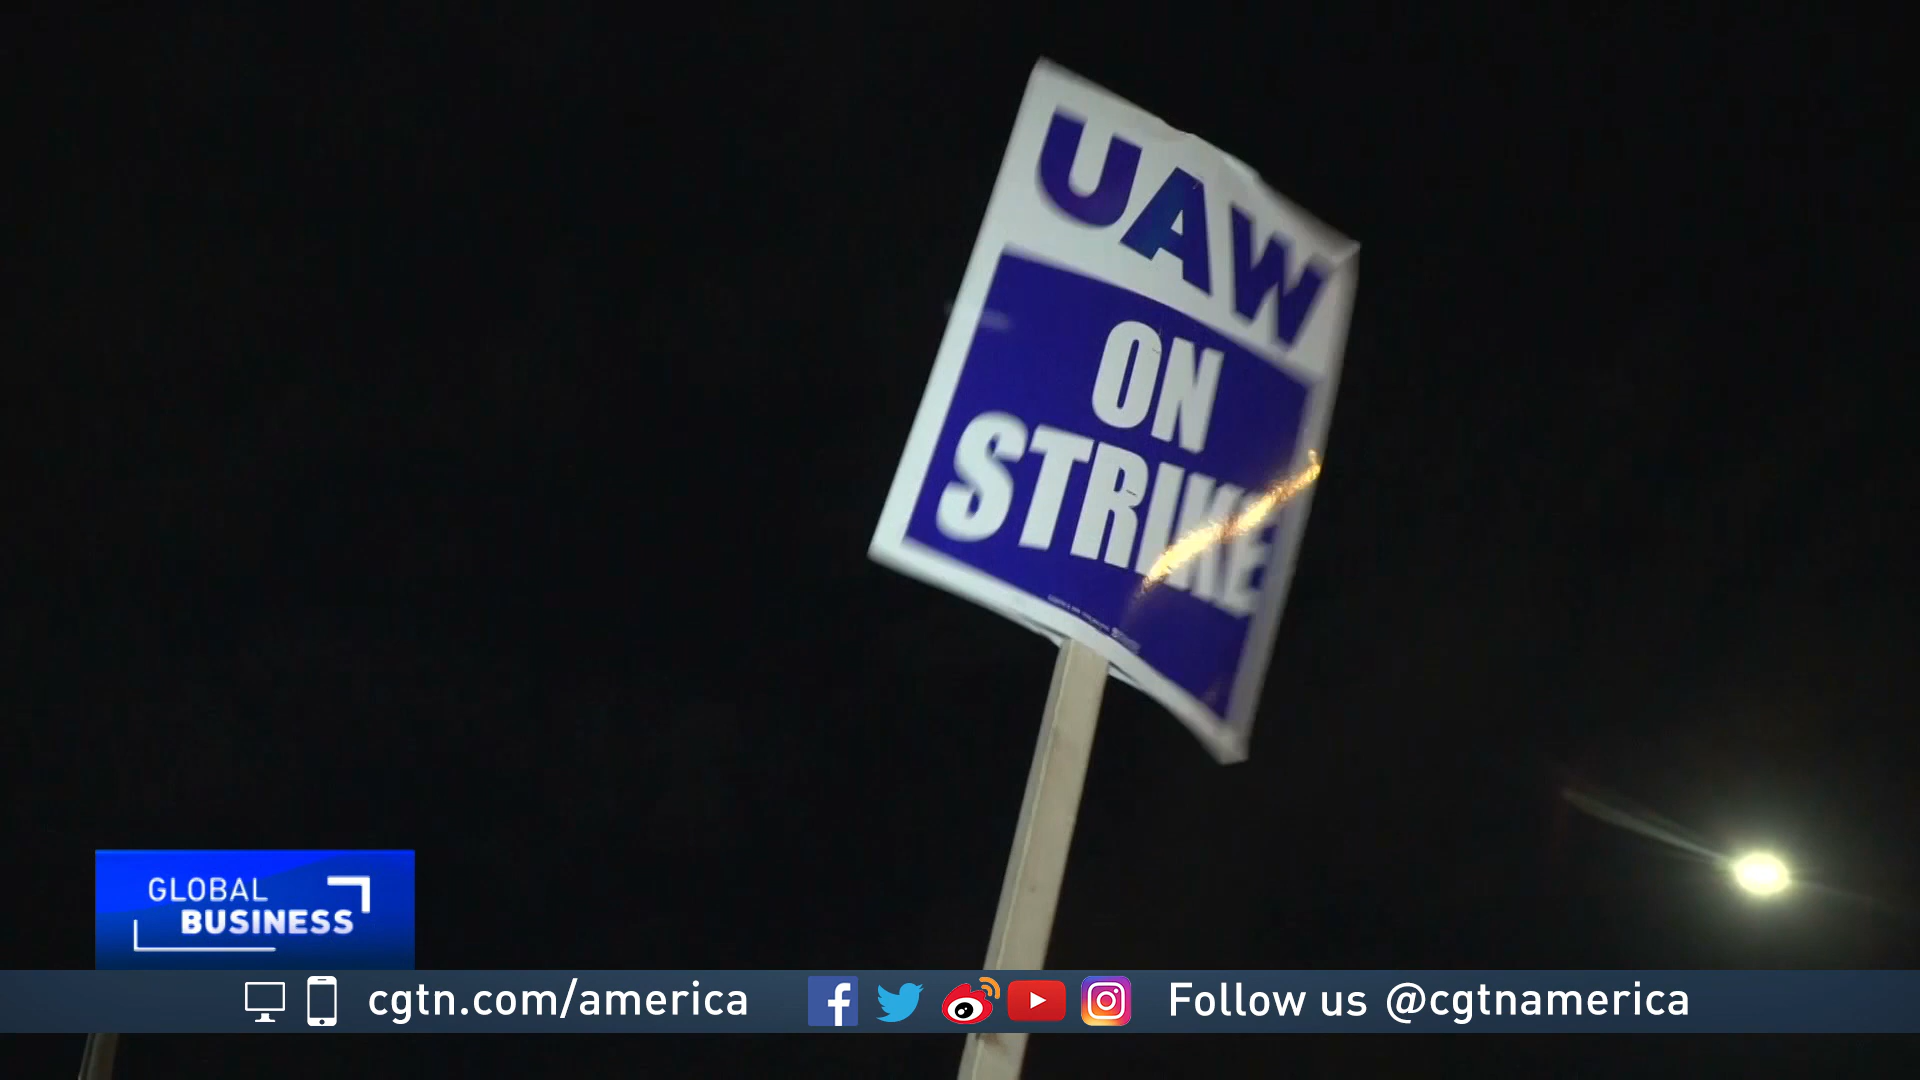 UAW
ON
STRIKE
GLOBAL
BUSINESS
cgtn.com/america
Follow us @cgtnamerica